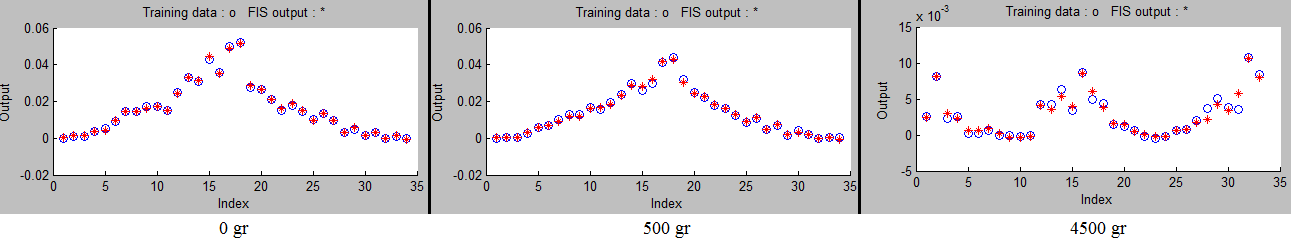 Training data : o   FIS output : *
0.06
0.04
0.02
0
-0.02
Output
0 5 10 15 20 25 30 35
Index
0 gr
Training data : o   FIS output : *
0.06
0.04
0.02
0
-0.02
Output
0 5 10 15 20 25 30 35
Index
500 gr
x 10^-3
Training data : o   FIS output : *
15
10
5
0
-5
Output
0 5 10 15 20 25 30 35
Index
4500 gr